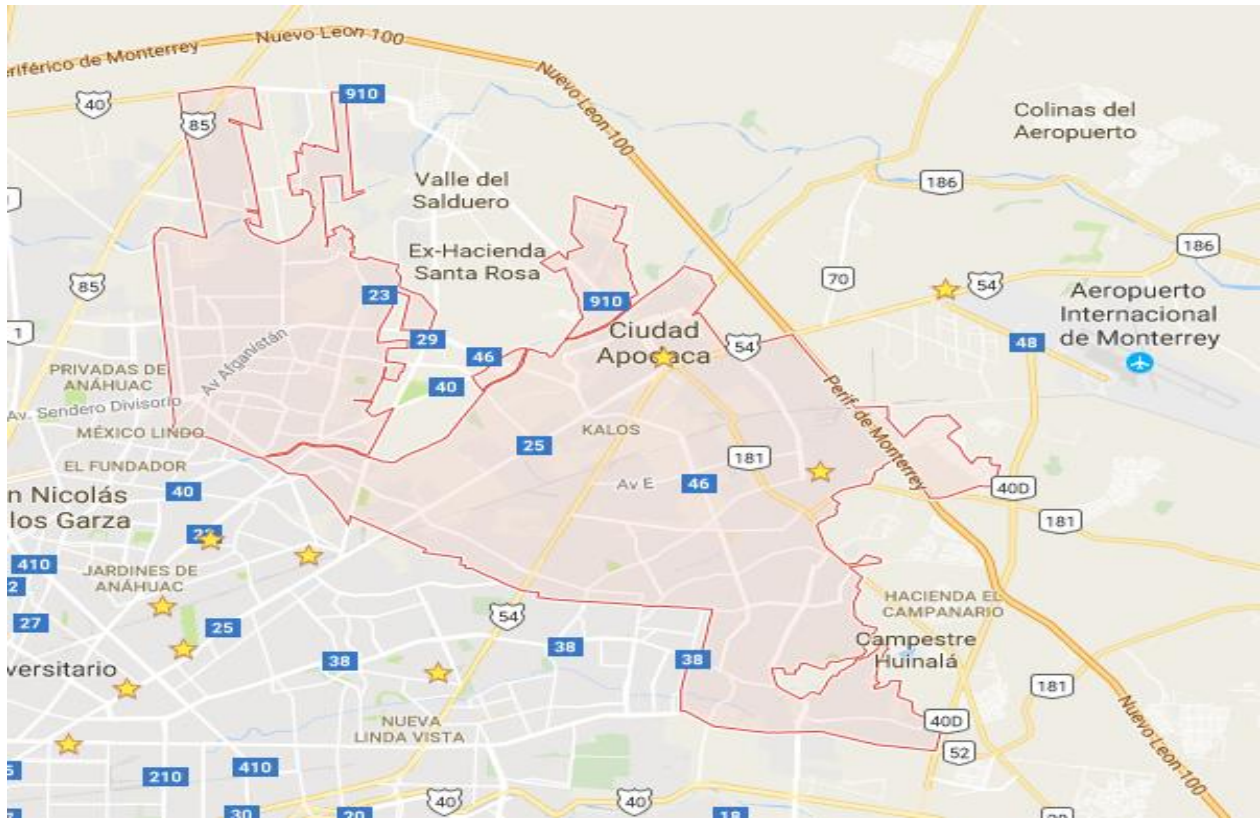 eriférico de Monterrey
Nuevo Leon 100
910
40
85
Nuevo Leon 100
Colinas del
Aeropuerto
Valle del
Salduero
186
Ex-Hacienda
Santa Rosa
186
85
23
70
54
910
Aeropuerto
Internacional
de Monterrey
1
29
Ciudad
Apodaca
54
48
46
PRIVADAS DE
ANÁHUAC
Av Afganistán
40
Av. Sendero Divisorio
Perif. de Monterrey
MÉXICO LINDO
25
KALOS
181
EL FUNDADOR
40
Av E
46
40D
n Nicolás
los Garza
181
410
JARDINES DE
ANÁHUAC
2
27
25
54
HACIENDA EL
CAMPANARIO
Campestre
Huinalá
38
38
38
versitario
181
Nuevo Leon 100
NUEVA
LINDA VISTA
40D
52
210
410
40
40
30
20
18